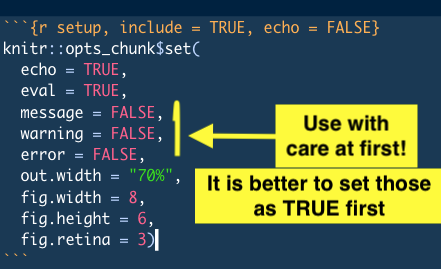 ```{r setup, include = TRUE, echo = FALSE}
knitr::opts_chunk$set(
  echo = TRUE,
  eval = TRUE,
  message = FALSE,
  warning = FALSE,
  error = FALSE,
  out.width = "70%",
  fig.width = 8,
  fig.height = 6,
  fig.retina = 3)
```
Use with
care at first!
It is better to set those
as TRUE first